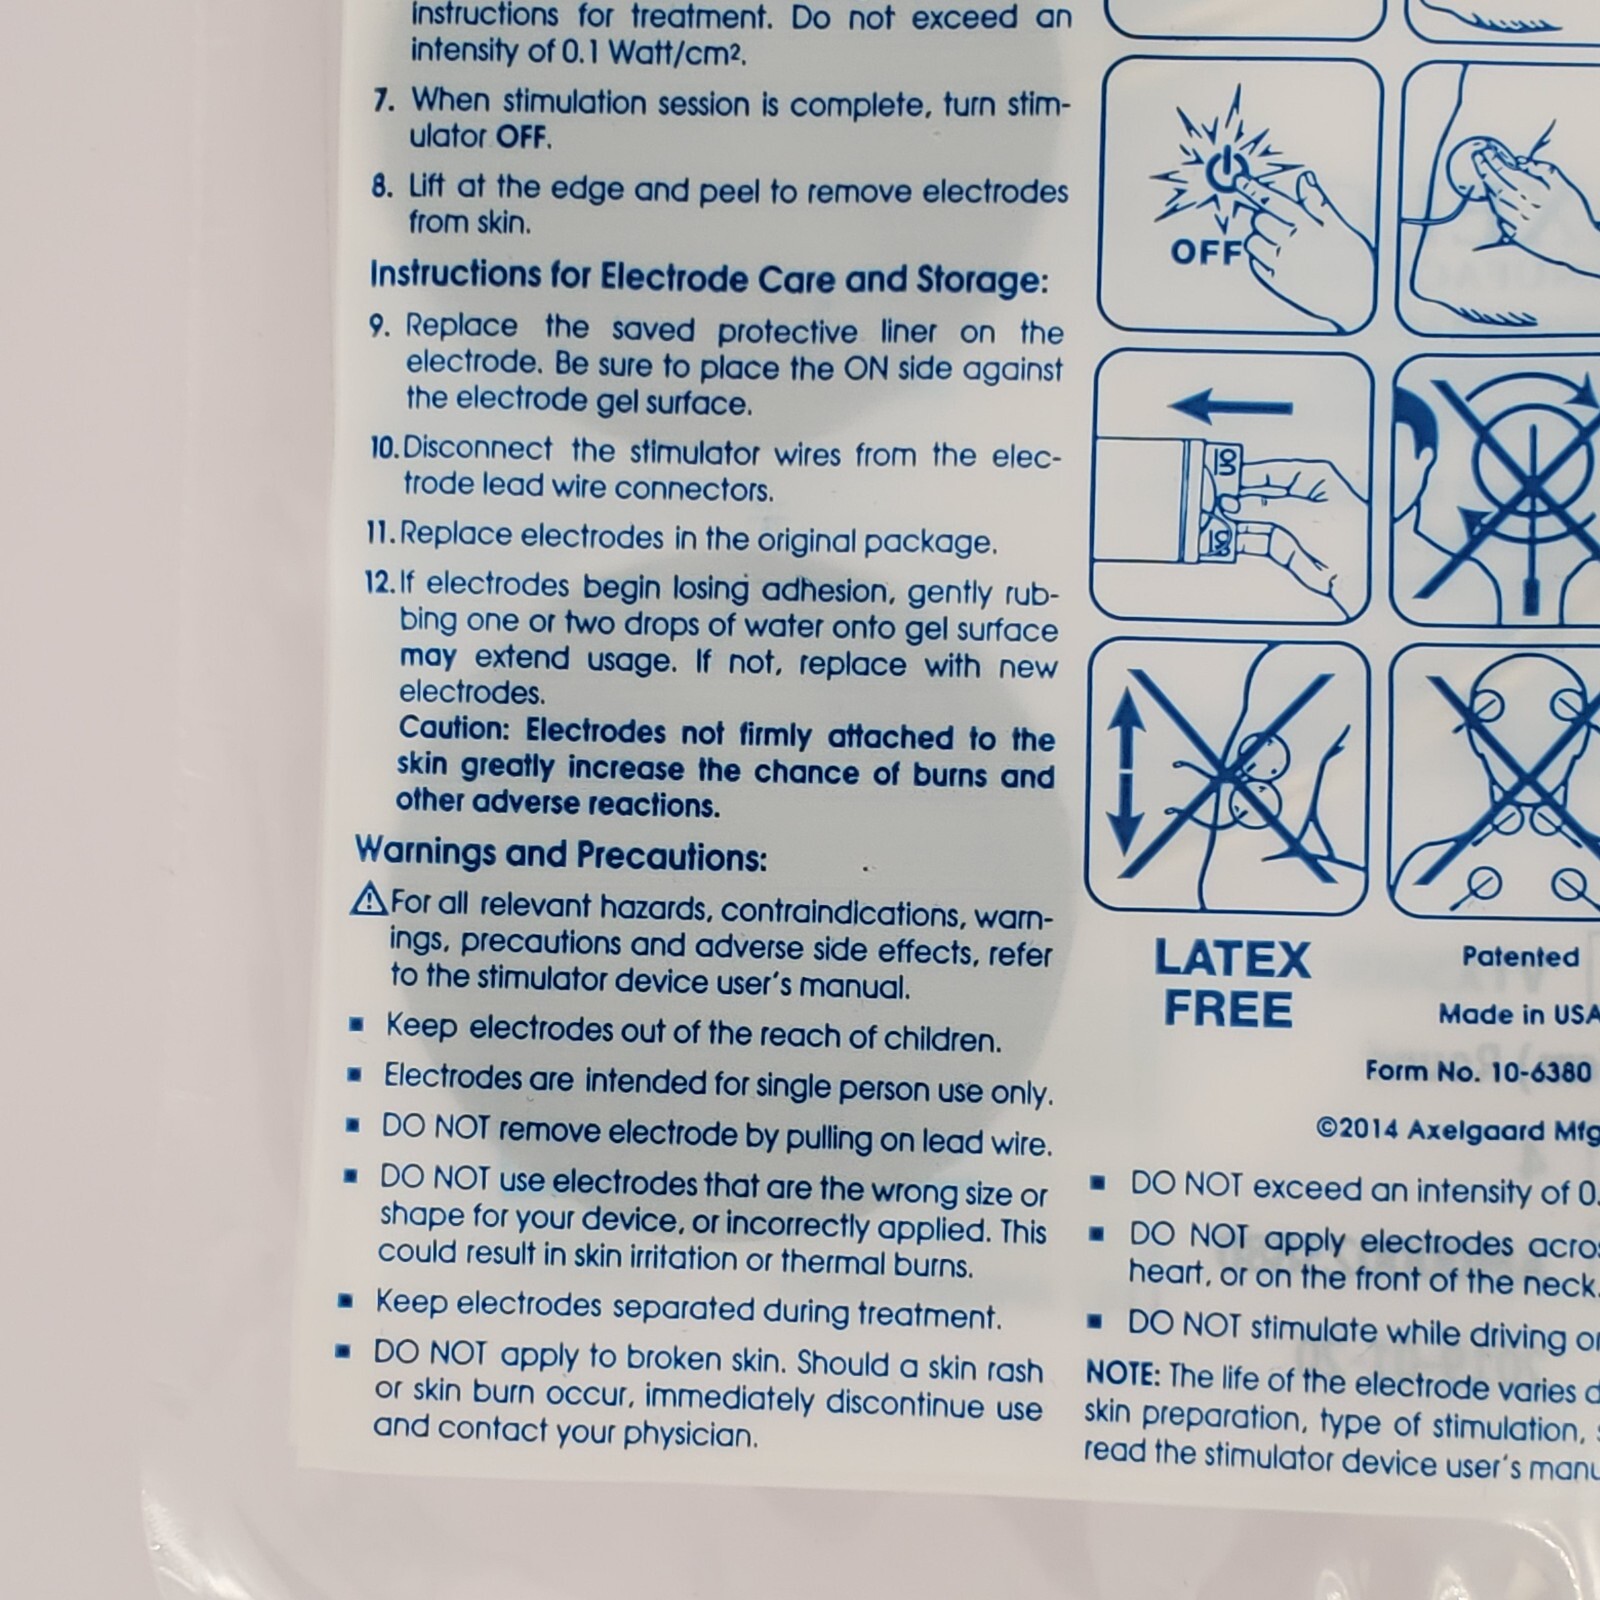 instructions for treatment. Do not exceed an
intensity of 0.1 Watt/cm².
7. When stimulation session is complete, turn stim-
ulator OFF.
8. Lift at the edge and peel to remove electrodes
from skin.
Instructions for Electrode Care and Storage:
9. Replace the saved protective liner on the
electrode. Be sure to place the ON side against
the electrode gel surface.
10. Disconnect the stimulator wires from the elec-
trode lead wire connectors.
11. Replace electrodes in the original package.
12. If electrodes begin losing adhesion, gently rub-
bing one or two drops of water onto gel surface
may extend usage. If not, replace with new
electrodes.
Caution: Electrodes not firmly attached to the
skin greatly increase the chance of burns and
other adverse reactions.
Warnings and Precautions:
⚠ For all relevant hazards, contraindications, warn-
ings, precautions and adverse side effects, refer
to the stimulator device user's manual.
▪ Keep electrodes out of the reach of children.
▪ Electrodes are intended for single person use only.
▪ DO NOT remove electrode by pulling on lead wire.
▪ DO NOT use electrodes that are the wrong size or
shape for your device, or incorrectly applied. This
could result in skin irritation or thermal burns.
▪ Keep electrodes separated during treatment.
▪ DO NOT apply to broken skin. Should a skin rash
or skin burn occur, immediately discontinue use
and contact your physician.
OFF
ON
LATEX
FREE
Patented
Made in USA
Form No. 10-6380
©2014 Axelgaard Mfg
▪ DO NOT exceed an intensity of 0.
▪ DO NOT apply electrodes
heart, or on the front of the neck.
▪ DO NOT stimulate while driving
NOTE: The life of the electrode varies
skin preparation, type of stimulation,
read the stimulator device user's